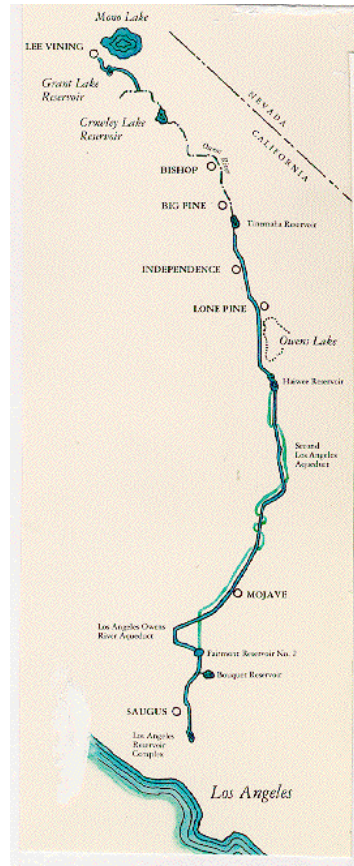 Mono Lake
LEE VINING
Grant Lake
Reservoir
Crowley Lake
Reservoir
NEVADA
CALIFORNIA
Owens River
BISHOP
BIG PINE
Tinemaha Reservoir
INDEPENDENCE
LONE PINE
Owens Lake
Haiwee Reservoir
Second
Los Angeles
Aqueduct
MOJAVE
Los Angeles Owens
River Aqueduct
Fairmont Reservoir No. 2
Bouquet Reservoir
SAUGUS
Los Angeles
Reservoir
Complex
Los Angeles